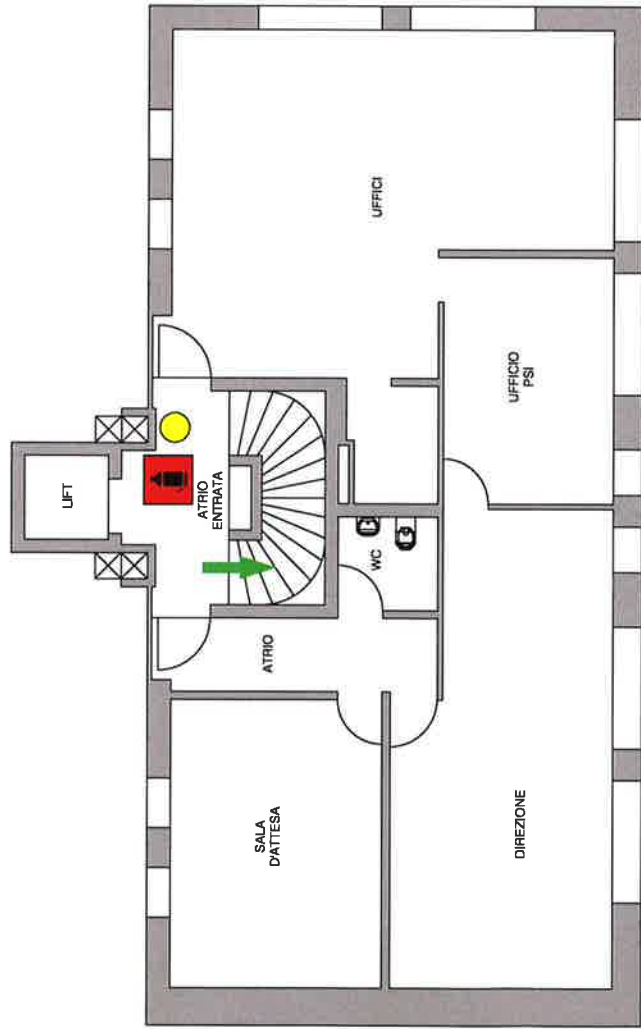 LIFT
ATRIO
ENTRATA
UFFICI
UFFICIO
PSI
WC
ATRIO
SALA
D'ATTESA
DIREZIONE